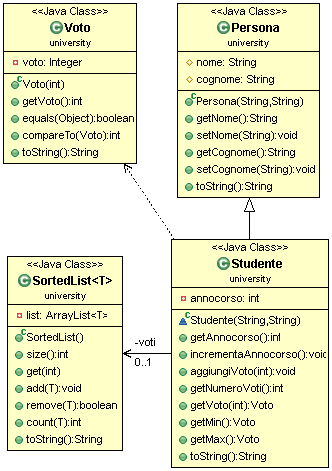 <<Java Class>>
Voto
university
voto: Integer
Voto(int)
getVoto():int
equals(Object):boolean
compareTo(Voto):int
toString():String
<<Java Class>>
Persona
university
nome: String
cognome: String
Persona(String,String)
getNome():String
setNome(String):void
getCognome():String
setCognome(String):void
toString():String
<<Java Class>>
SortedList<T>
university
list: ArrayList<T>
SortedList()
size():int
get(int)
add(T):void
remove(T):boolean
count(T):int
toString():String
-voti
0..1
<<Java Class>>
Studente
university
annocorso: int
Studente(String,String)
getAnnocorso():int
incrementaAnnocorso():void
aggiungiVoto(int):void
getNumeroVoti():int
getVoto(int):Voto
getMin():Voto
getMax():Voto
toString():String